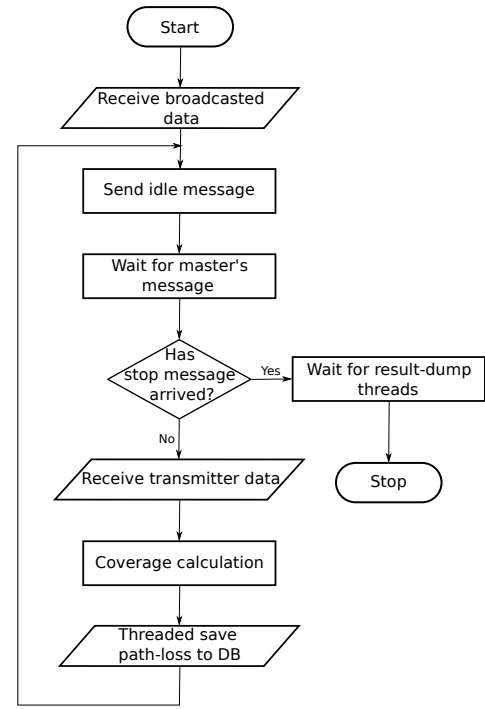 Start
Receive broadcasted
data
Send idle message
Wait for master's
message
Has
stop message
arrived?
Yes
Wait for result-dump
threads
No
Stop
Receive transmitter data
Coverage calculation
Threaded save
path-loss to DB